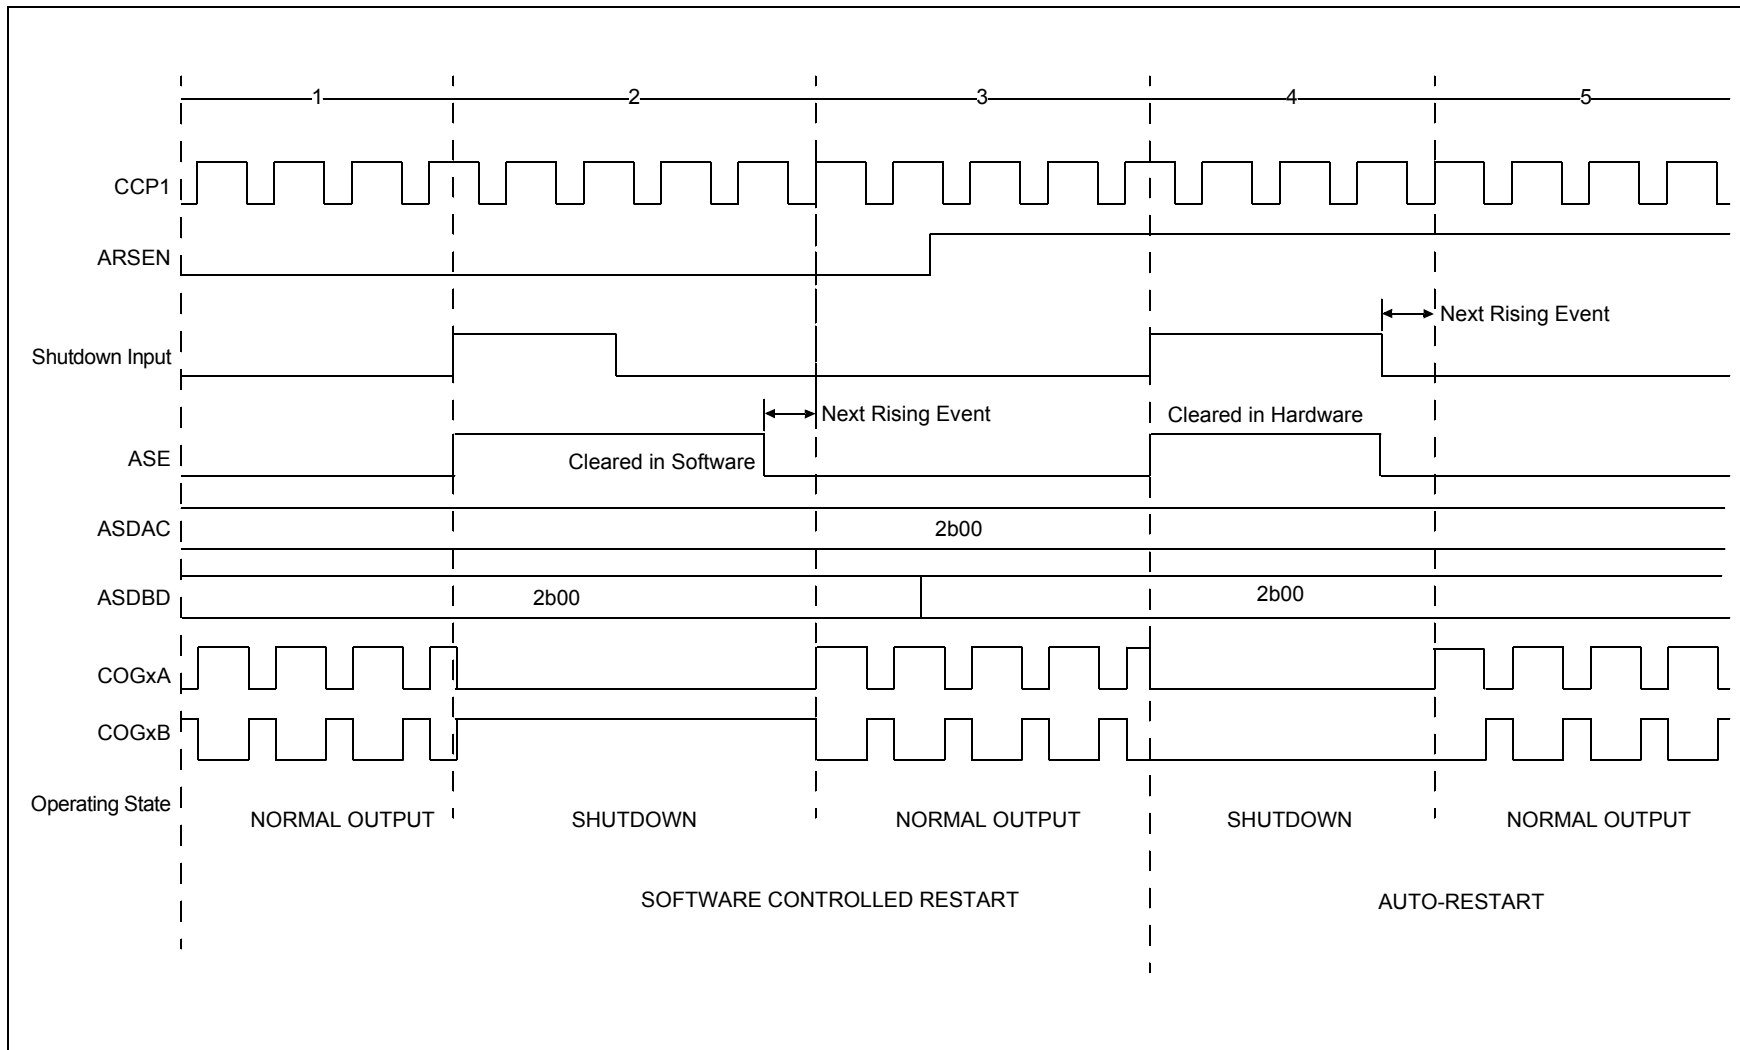 1 2 3 4 5
CCP1
ARSEN
Next Rising Event
Shutdown Input
Next Rising Event
Cleared in Hardware
ASE
Cleared in Software
ASDAC
2b00
ASDBD
2b00
2b00
COGxA
COGxB
Operating State
NORMAL OUTPUT SHUTDOWN NORMAL OUTPUT SHUTDOWN NORMAL OUTPUT
SOFTWARE CONTROLLED RESTART
AUTO-RESTART